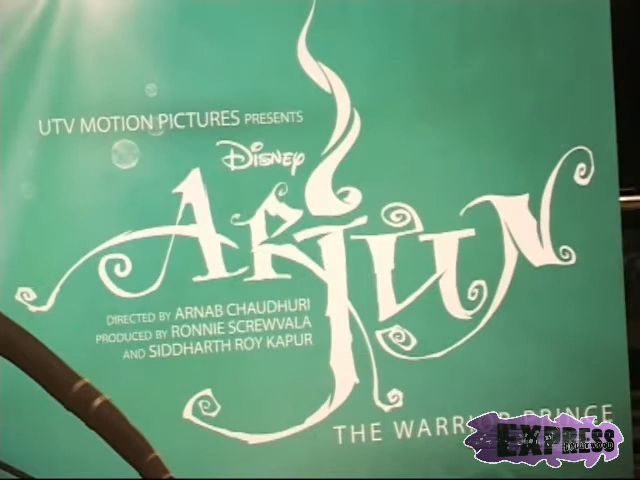 UTV MOTION PICTURES PRESENTS
DISNEY
ARJUN
DIRECTED BY ARNAB CHAUDHURI
PRODUCED BY RONNIE SCREWVALA
AND SIDDHARTH ROY KAPUR
THE WARRIOR PRINCE
EXPRESS